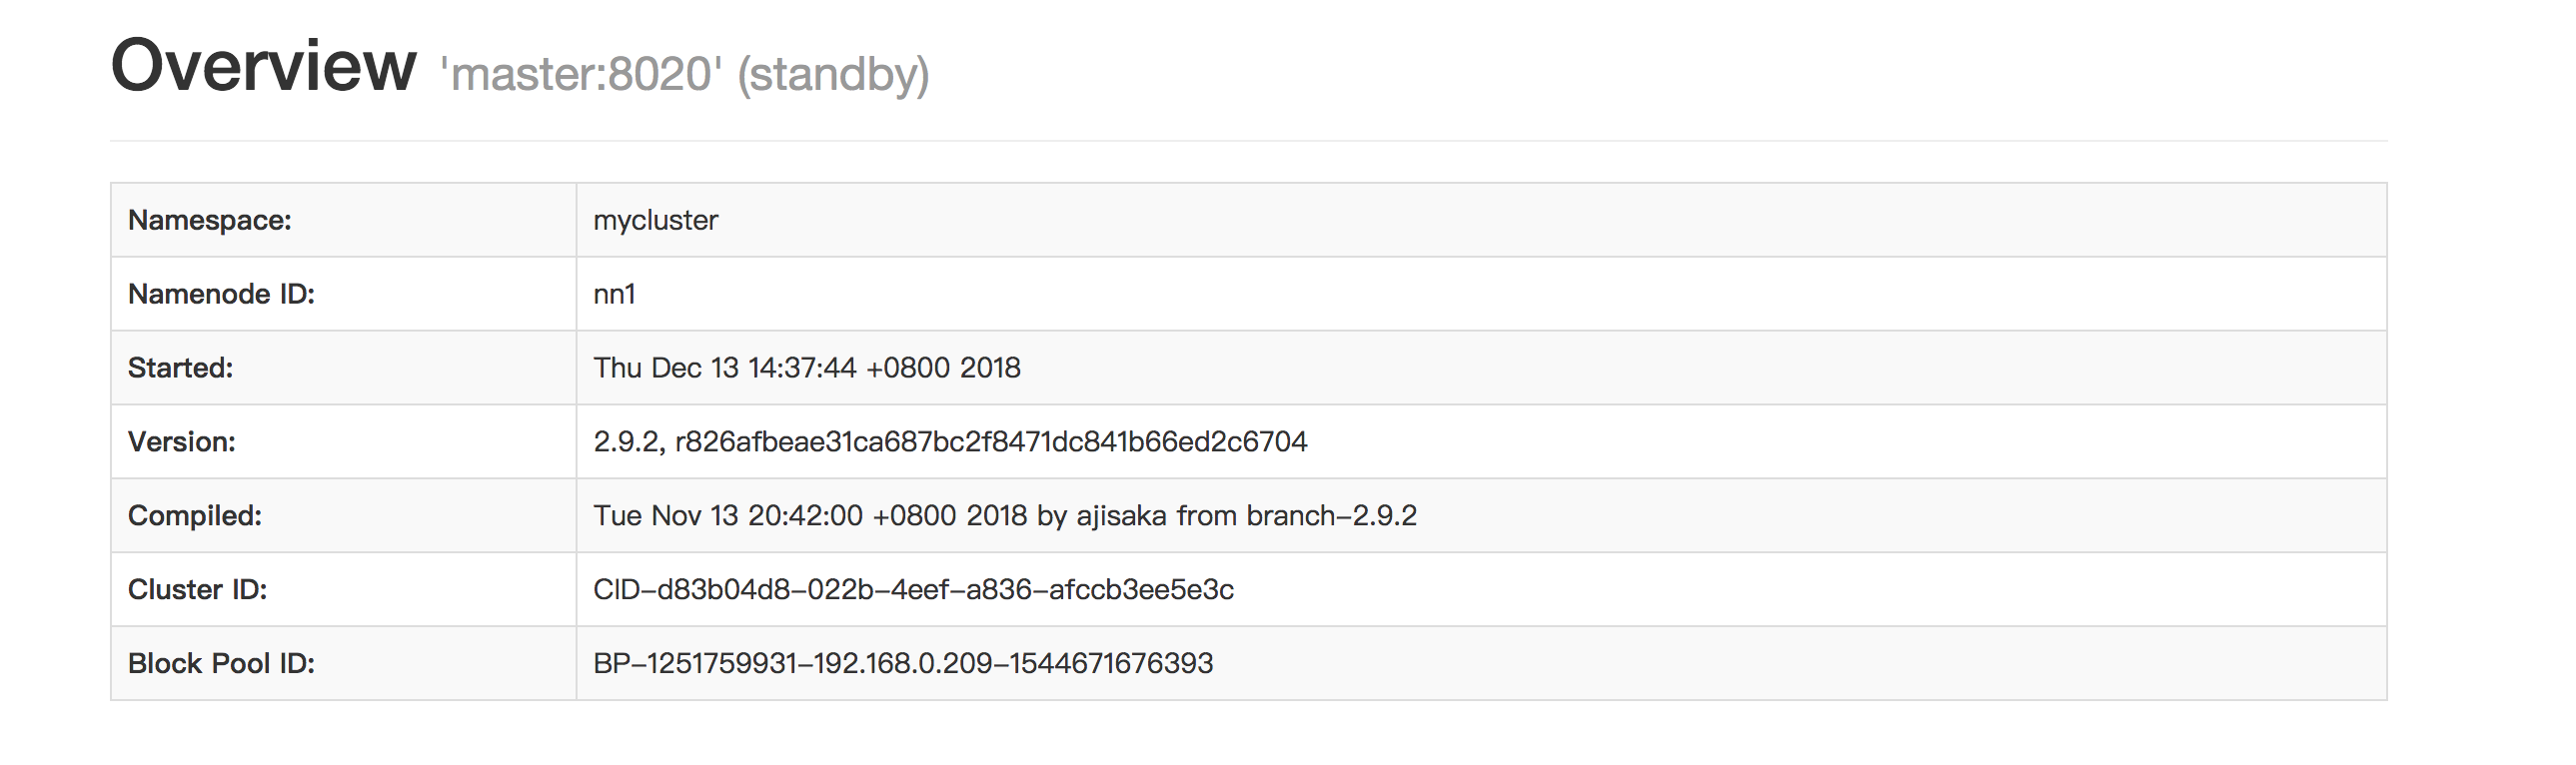 Overview 'master:8020' (standby)
Namespace: mycluster
Namenode ID: nn1
Started: Thu Dec 13 14:37:44 +0800 2018
Version: 2.9.2, r826afbeae31ca687bc2f8471dc841b66ed2c6704
Compiled: Tue Nov 13 20:42:00 +0800 2018 by ajisaka from branch-2.9.2
Cluster ID: CID-d83b04d8-022b-4eef-a836-afccb3ee5e3c
Block Pool ID: BP-1251759931-192.168.0.209-1544671676393